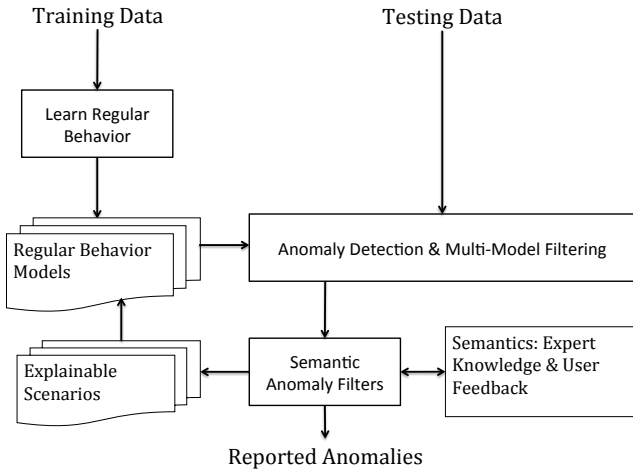 Training Data
Testing Data
Learn Regular
Behavior
Regular Behavior
Models
Anomaly Detection & Multi-Model Filtering
Explainable
Scenarios
Semantic
Anomaly Filters
Semantics: Expert
Knowledge & User
Feedback
Reported Anomalies